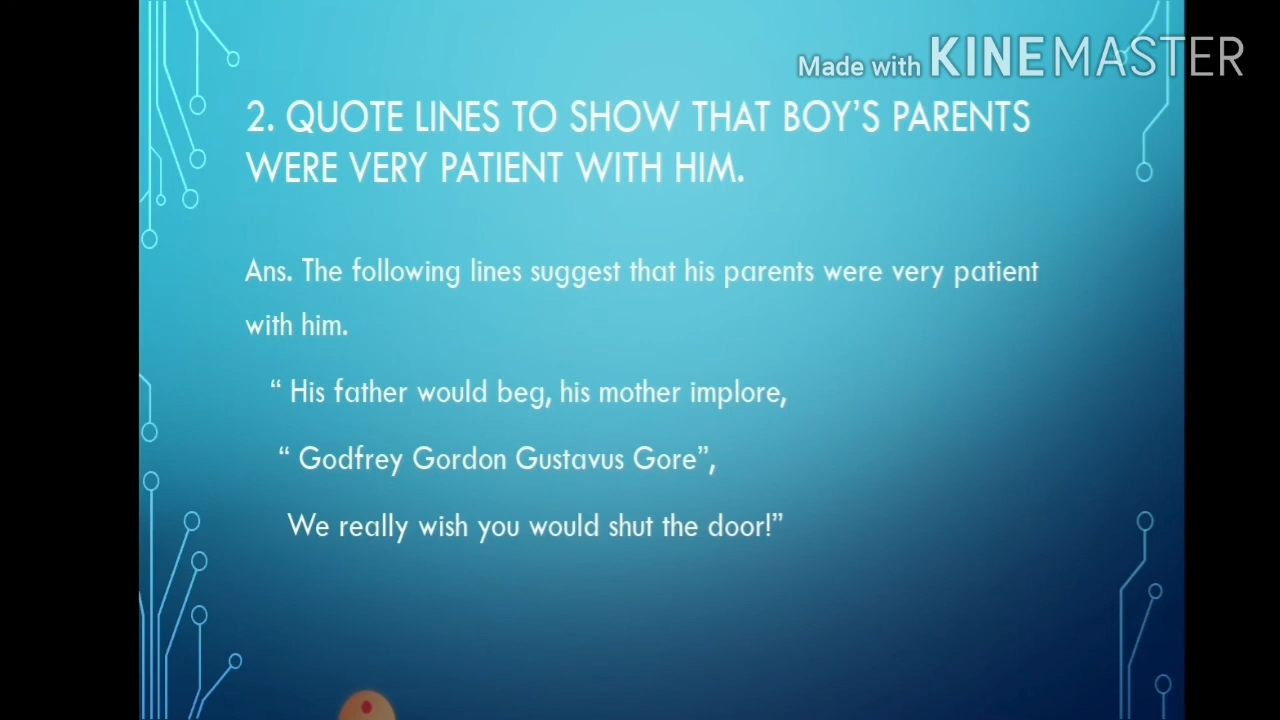 Made with KINEMASTER
2. QUOTE LINES TO SHOW THAT BOY’S PARENTS
WERE VERY PATIENT WITH HIM.
Ans. The following lines suggest that his parents were very patient
with him.
“ His father would beg, his mother implore,
“ Godfrey Gordon Gustavus Gore”,
We really wish you would shut the door!”